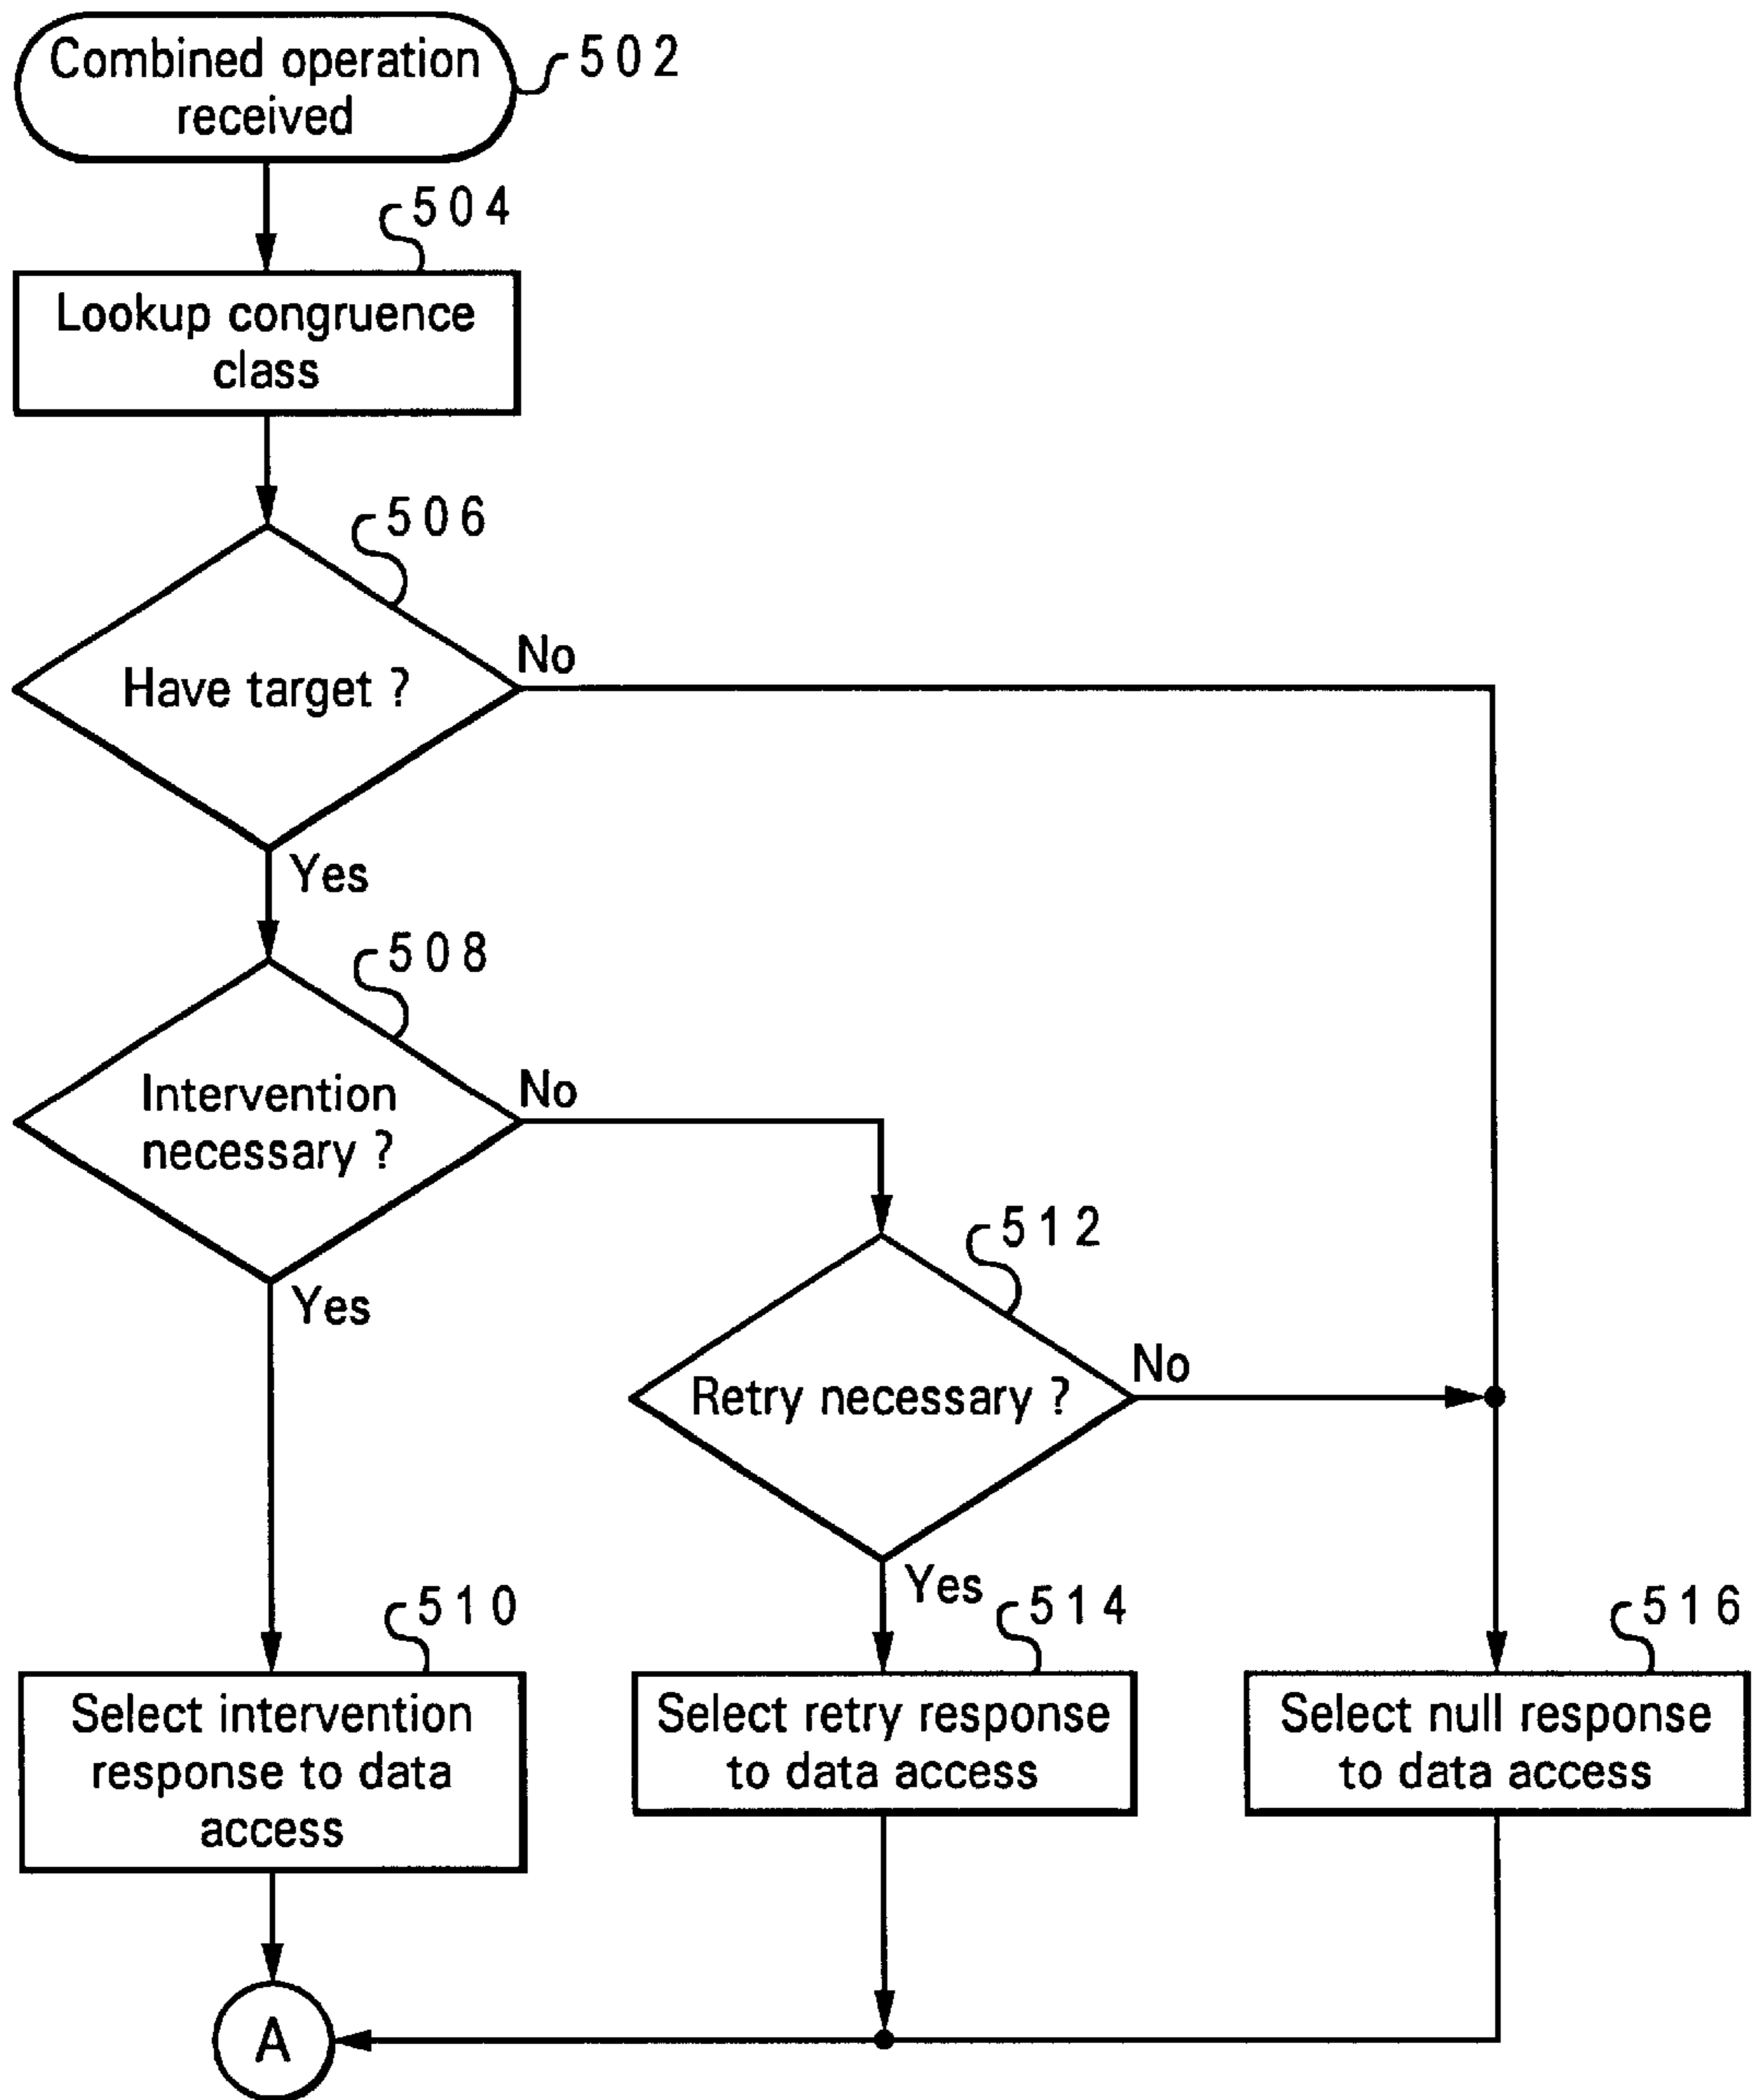 Combined operation
received
502
504
Lookup congruence
class
506
Have target ?
No
Yes
508
Intervention
necessary ?
No
Yes
512
Retry necessary ?
No
Yes
510
Select intervention
response to data
access
514
Select retry response
to data access
516
Select null response
to data access
A